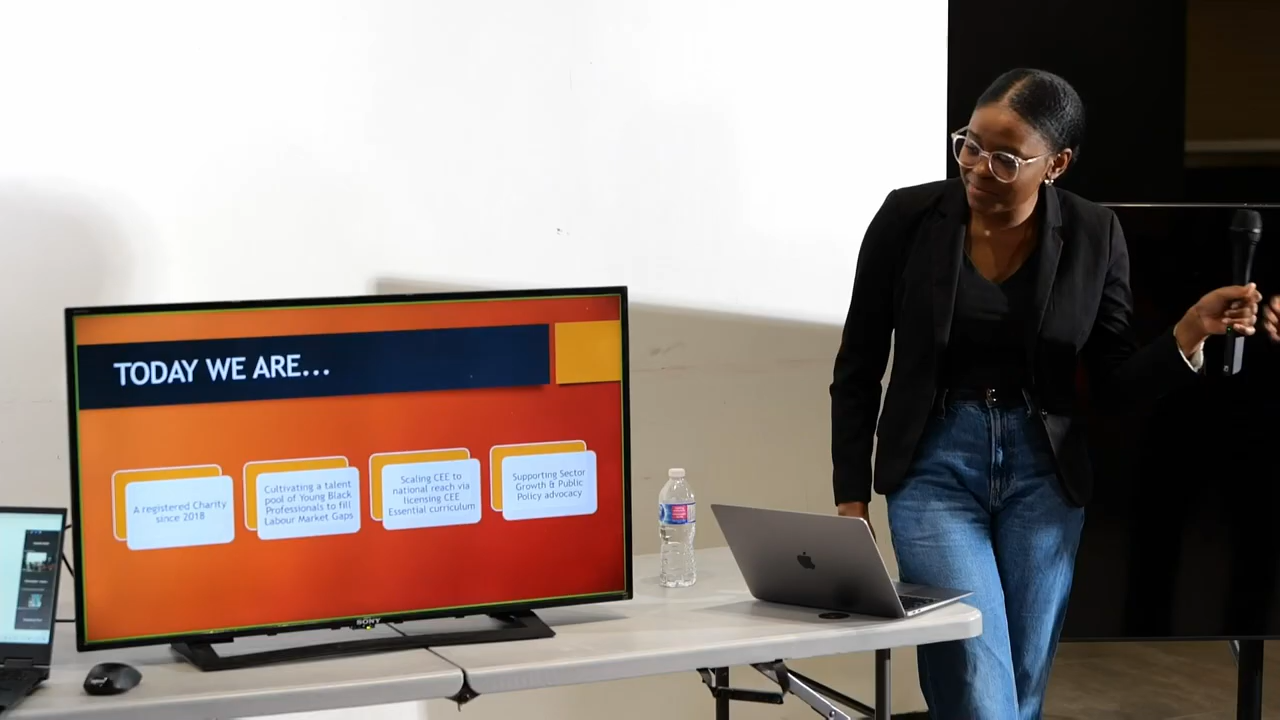 TODAY WE ARE...
A registered Charity
since 2018
Cultivating a talent
pool of Young Black
Professionals to fill
Labour Market Gaps
Scaling CEE to
national reach via
licensing CEE
Essential curriculum
Supporting Sector
Growth & Public
Policy advocacy
SONY